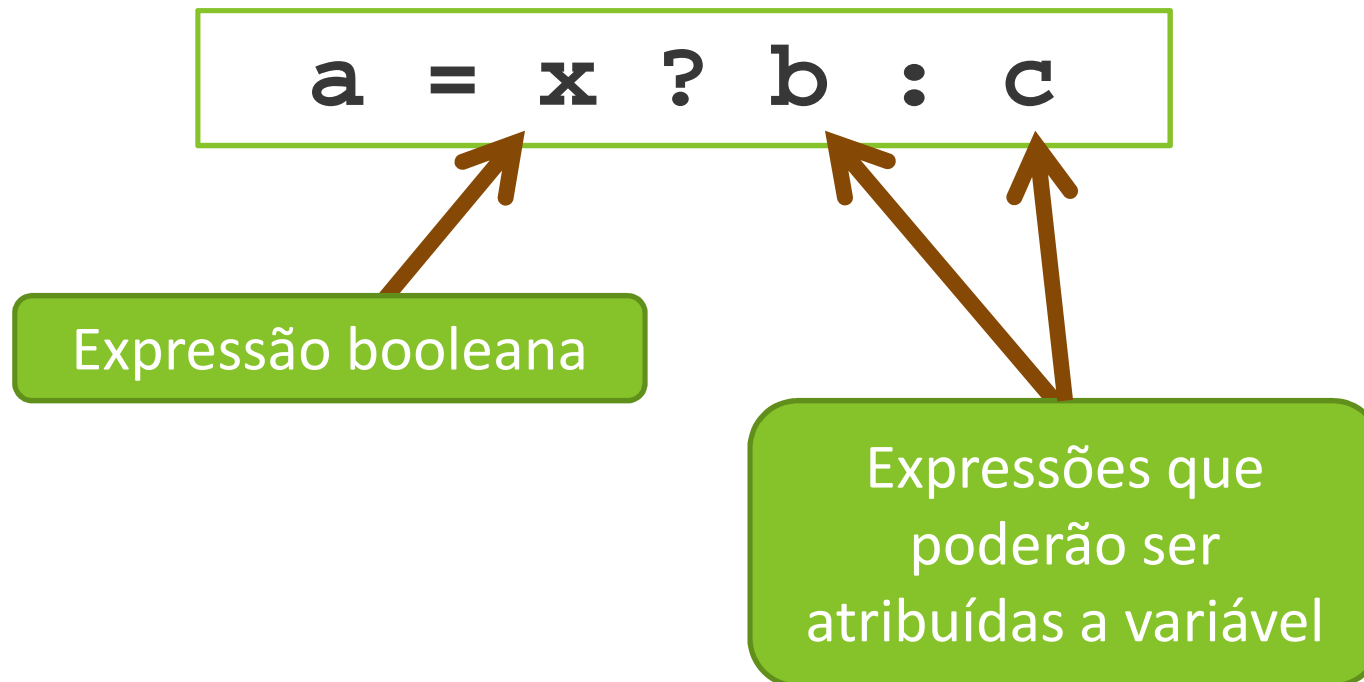 a = x ? b : c
Expressão booleana
Expressões que
poderão ser
atribuídas a variável